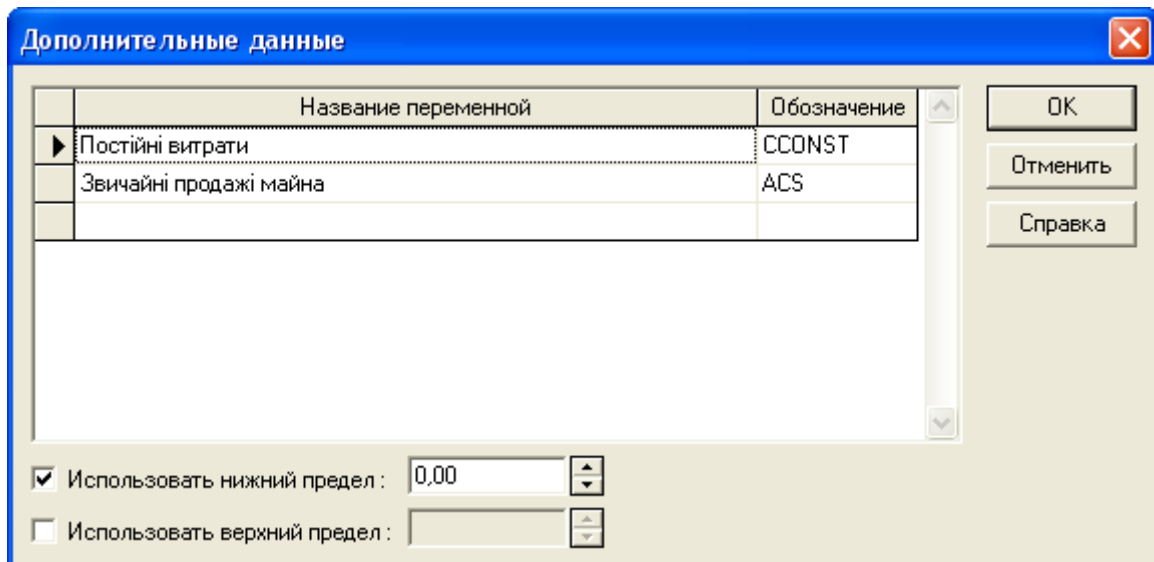 Дополнительные данные
Название переменной Обозначение
Постійні витрати CCONST
Звичайні продажі майна ACS
OK
Отменить
Справка
Использовать нижний предел : 0,00
Использовать верхний предел :